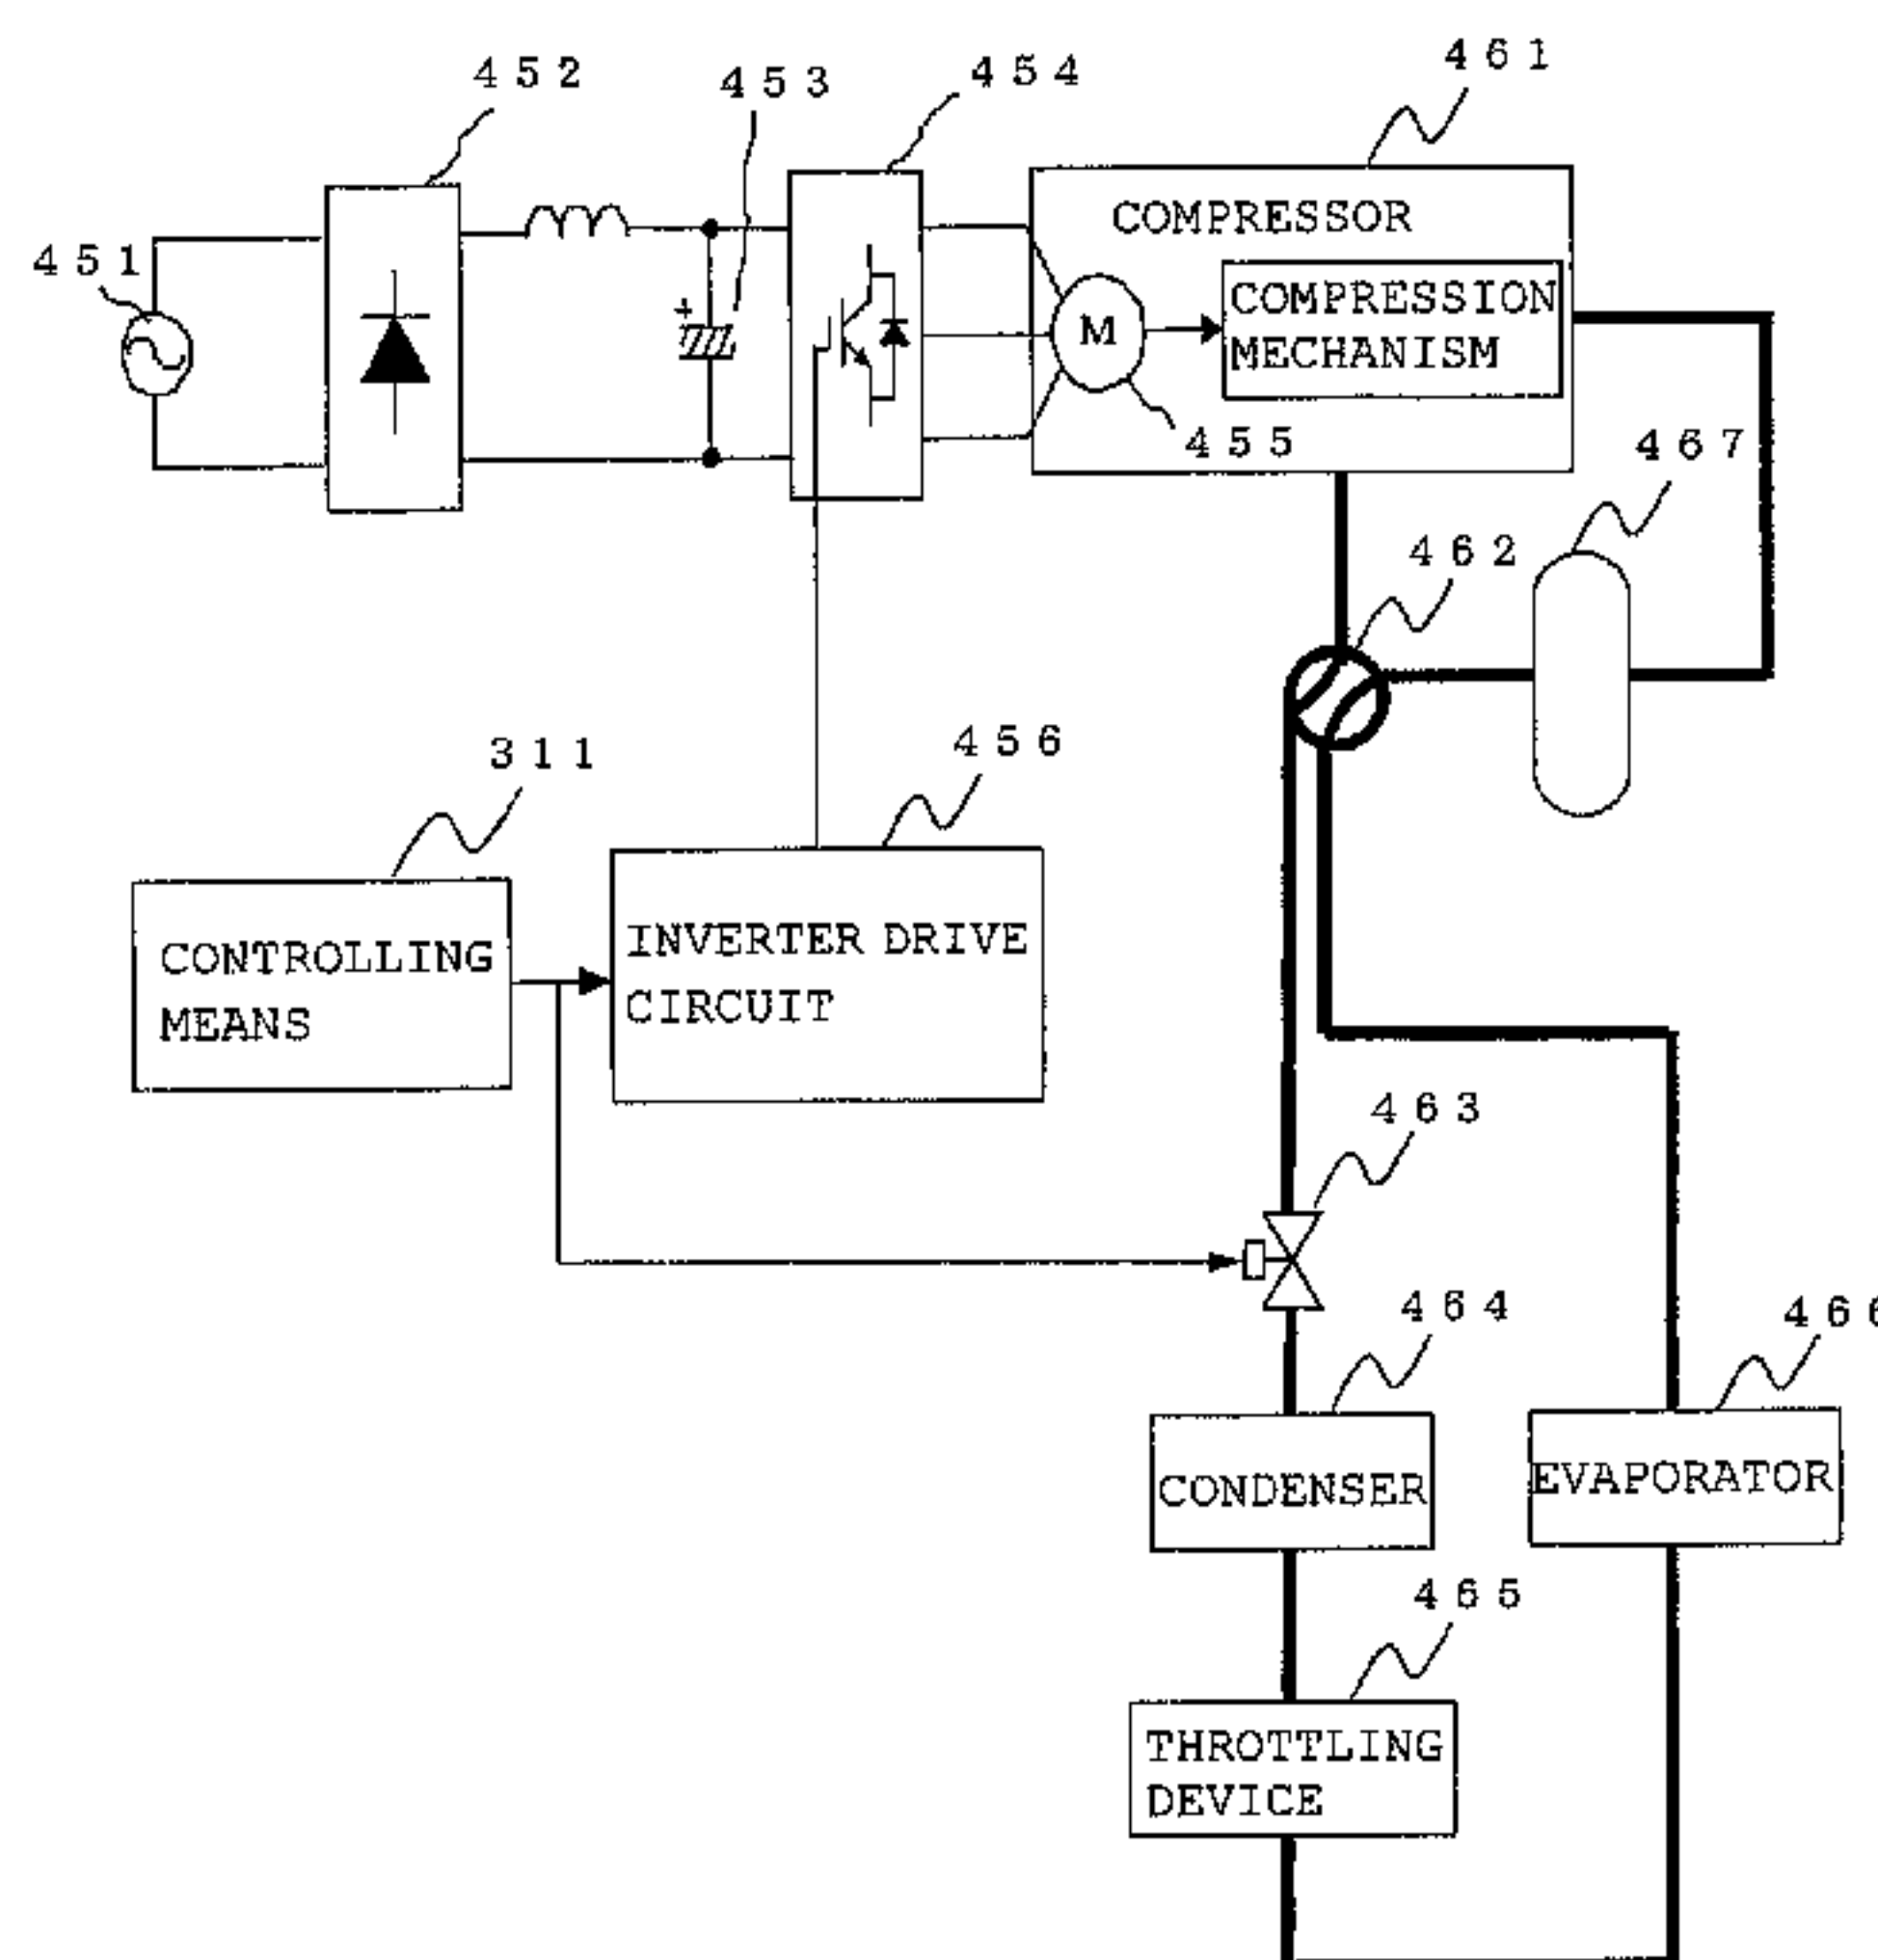 452
453
454
461
451
COMPRESSOR
COMPRESSION
MECHANISM
M
+
455
467
462
311
456
CONTROLLING
MEANS
INVERTER DRIVE
CIRCUIT
463
464
466
CONDENSER
EVAPORATOR
465
THROTTLING
DEVICE